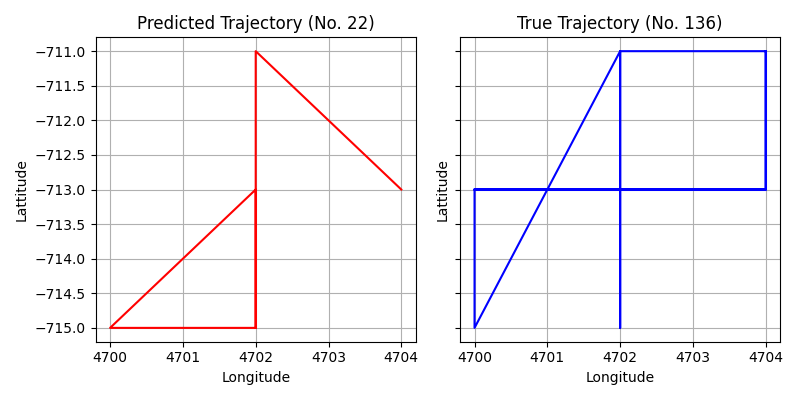 Predicted Trajectory (No. 22)
True Trajectory (No. 136)
−711.0
−711.5
−712.0
−712.5
−713.0
−713.5
−714.0
−714.5
−715.0
Lattitude
Lattitude
4700 4701 4702 4703 4704
4700 4701 4702 4703 4704
Longitude
Longitude